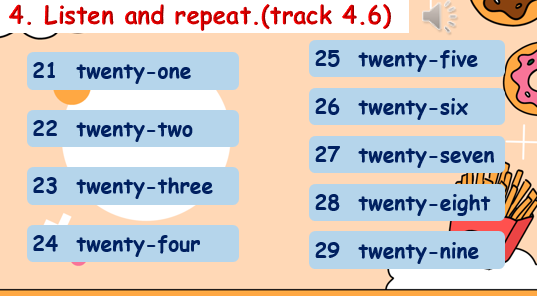 4. Listen and repeat.(track 4.6)
21 twenty-one
22 twenty-two
23 twenty-three
24 twenty-four
25 twenty-five
26 twenty-six
27 twenty-seven
28 twenty-eight
29 twenty-nine